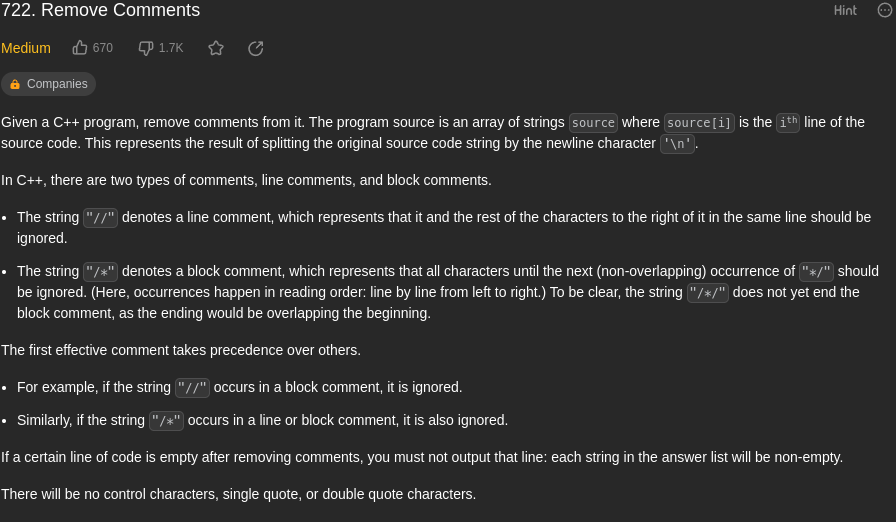 722. Remove Comments
Hint
Medium 670 1.7K
Companies
Given a C++ program, remove comments from it. The program source is an array of strings source where source[i] is the ith line of the
source code. This represents the result of splitting the original source code string by the newline character '\n'.
In C++, there are two types of comments, line comments, and block comments.
• The string "//" denotes a line comment, which represents that it and the rest of the characters to the right of it in the same line should be
ignored.
• The string "/*" denotes a block comment, which represents that all characters until the next (non-overlapping) occurrence of "*/" should
be ignored. (Here, occurrences happen in reading order: line by line from left to right.) To be clear, the string "/*/" does not yet end the
block comment, as the ending would be overlapping the beginning.
The first effective comment takes precedence over others.
• For example, if the string "//" occurs in a block comment, it is ignored.
• Similarly, if the string "/*" occurs in a line or block comment, it is also ignored.
If a certain line of code is empty after removing comments, you must not output that line: each string in the answer list will be non-empty.
There will be no control characters, single quote, or double quote characters.